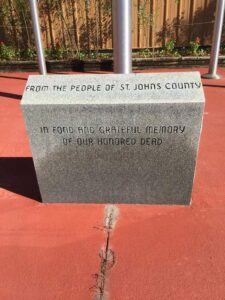 FROM THE PEOPLE OF ST. JOHNS COUNTY
IN FOND AND GRATEFUL MEMORY
OF OUR HONORED DEAD